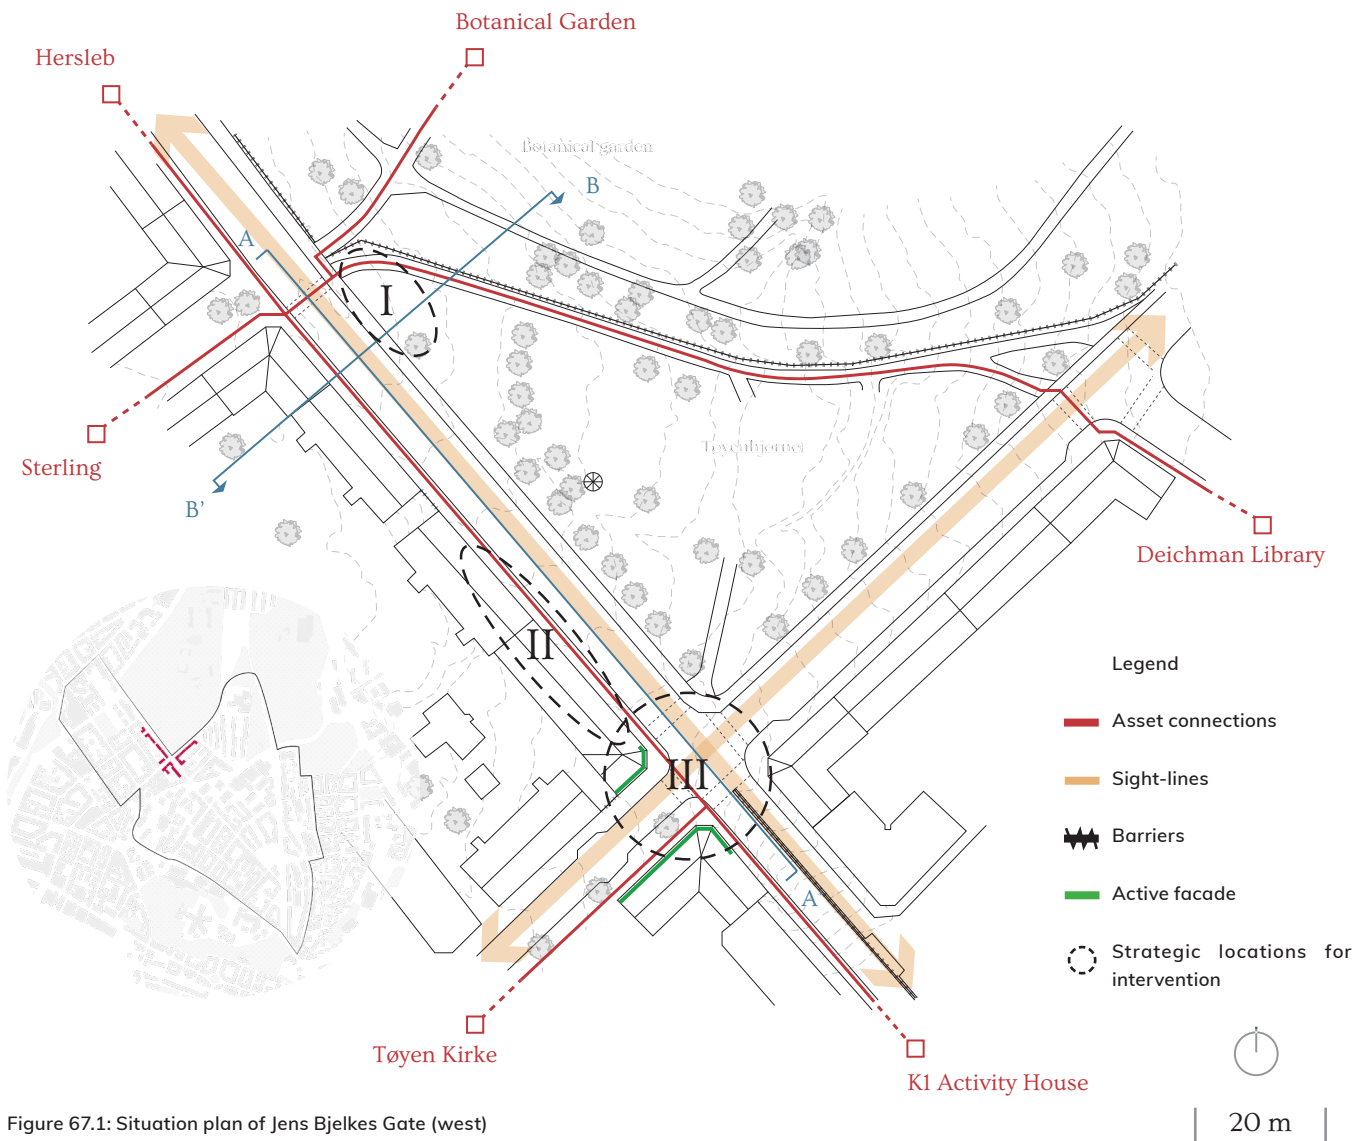 Botanical Garden
Hersleb
Botanical garden
B
A
I
Sterling
B'
Deichman Library
II
III
A
Legend
Asset connections
Sight-lines
Barriers
Active facade
Strategic locations for
intervention
Tøyen Kirke
K1 Activity House
20 m
Figure 67.1: Situation plan of Jens Bjelkes Gate (west)